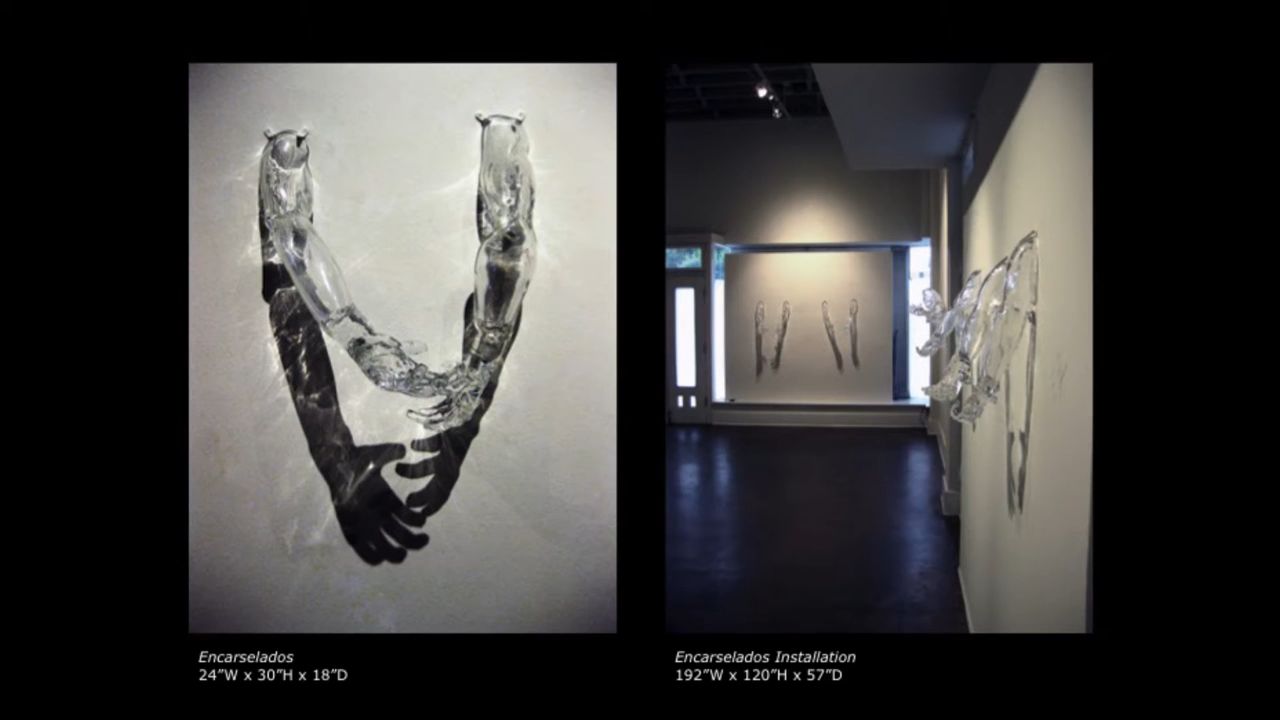 Encarselados
24”W x 30”H x 18”D
Encarselados Installation
192”W x 120”H x 57”D